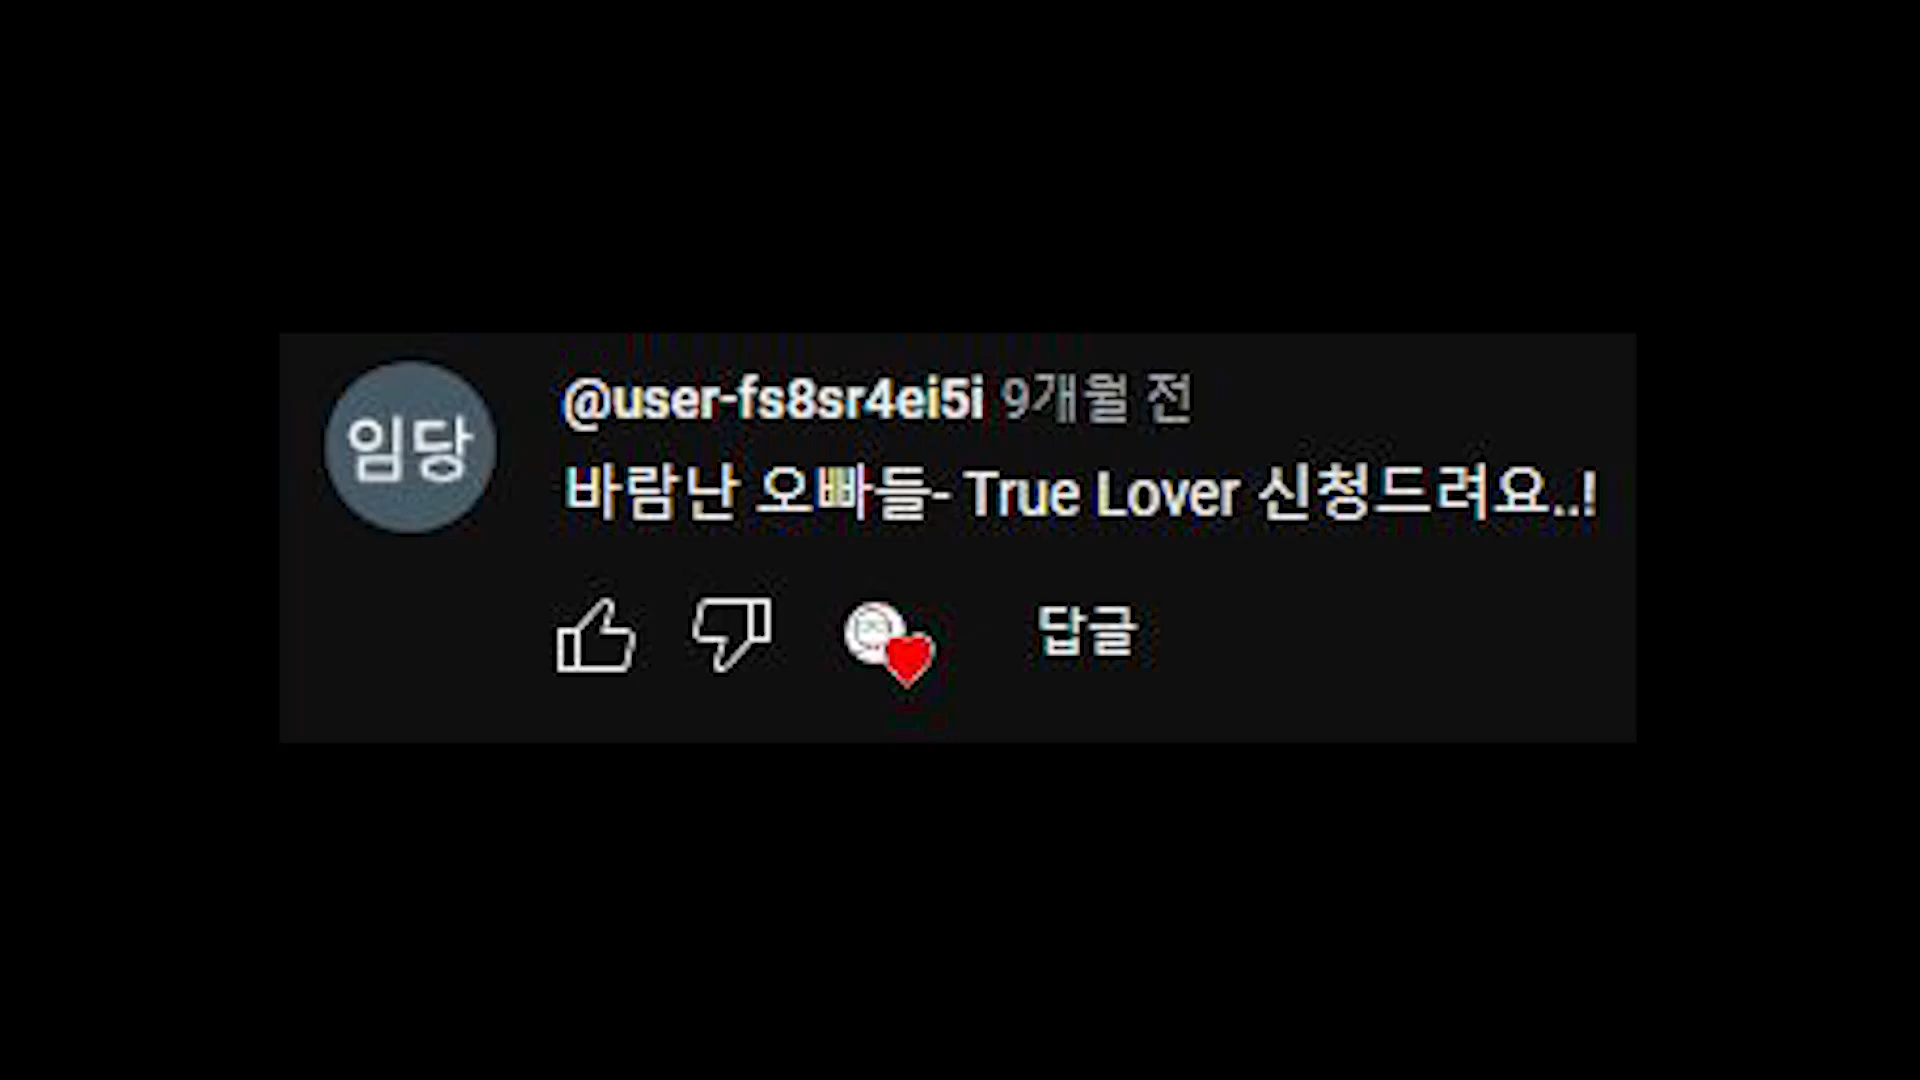 임당
@user-fs8sr4ei5i 9개월 전
바람난 오빠들- True Lover 신청드려요..!
답글